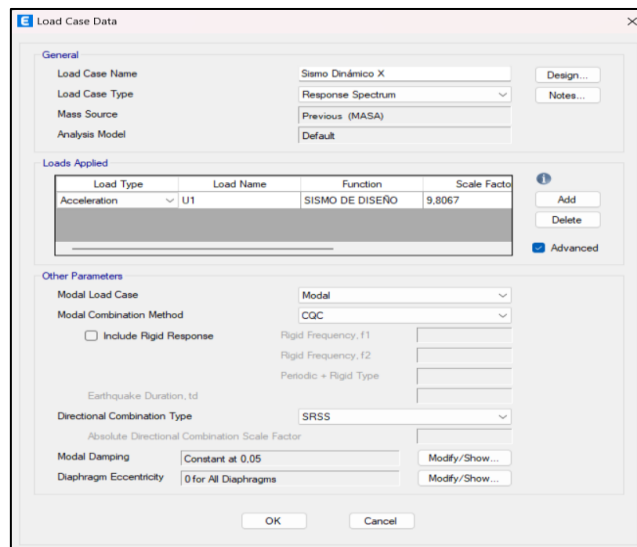 E Load Case Data
General
Load Case Name Sismo Dinámico X Design...
Load Case Type Response Spectrum Notes...
Mass Source Previous (MASA)
Analysis Model Default
Loads Applied
Load Type Load Name Function Scale Facto
Acceleration U1 SISMO DE DISEÑO 9,8067 Add
Delete
Advanced
Other Parameters
Modal Load Case Modal
Modal Combination Method CQC
Include Rigid Response Rigid Frequency, f1
Rigid Frequency, f2
Periodic + Rigid Type
Earthquake Duration, td
Directional Combination Type SRSS
Absolute Directional Combination Scale Factor
Modal Damping Constant at 0,05 Modify/Show...
Diaphragm Eccentricity 0 for All Diaphragms Modify/Show...
OK Cancel